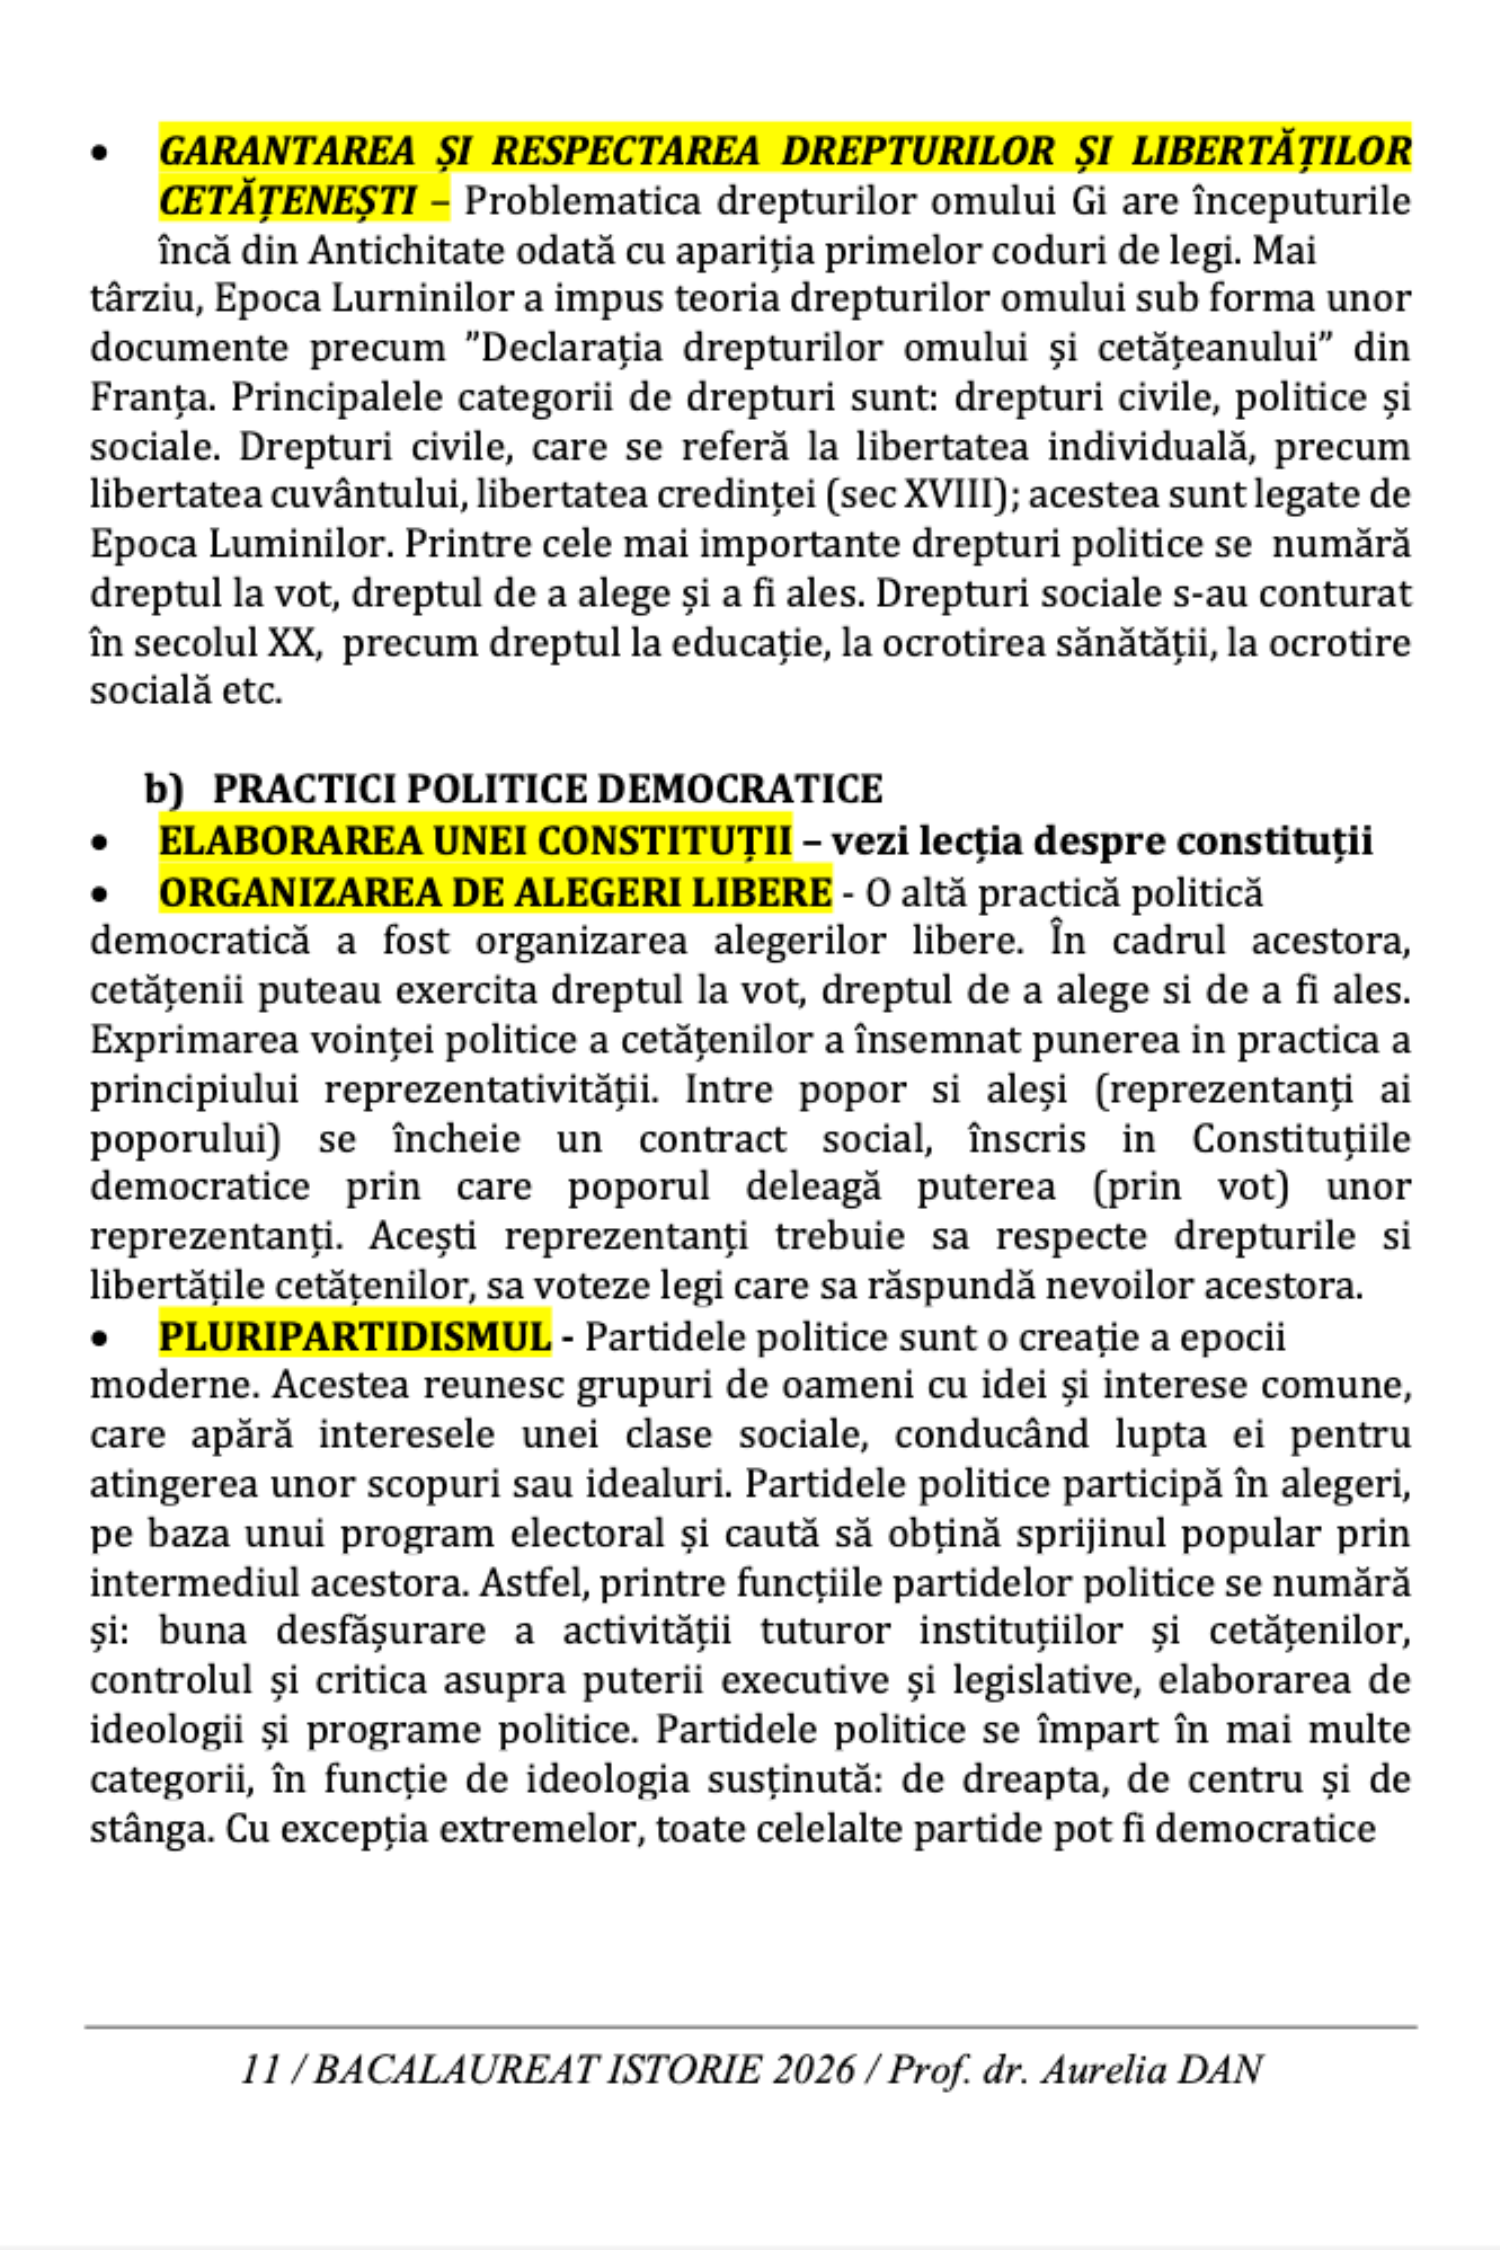 • GARANTAREA ȘI RESPECTAREA DREPTURILOR ȘI LIBERTĂȚILOR
CETĂȚENEȘTI – Problematica drepturilor omului Gi are începuturile
încă din Antichitate odată cu apariția primelor coduri de legi. Mai
târziu, Epoca Lurninilor a impus teoria drepturilor omului sub forma unor
documente precum ”Declarația drepturilor omului și cetățeanului” din
Franța. Principalele categorii de drepturi sunt: drepturi civile, politice și
sociale. Drepturi civile, care se referă la libertatea individuală, precum
libertatea cuvântului, libertatea credinței (sec XVIII); acestea sunt legate de
Epoca Luminilor. Printre cele mai importante drepturi politice se numără
dreptul la vot, dreptul de a alege și a fi ales. Drepturi sociale s-au conturat
în secolul XX, precum dreptul la educație, la ocrotirea sănătății, la ocrotire
socială etc.
b) PRACTICI POLITICE DEMOCRATICE
• ELABORAREA UNEI CONSTITUȚII – vezi lecția despre constituții
• ORGANIZAREA DE ALEGERI LIBERE - O altă practică politică
democratică a fost organizarea alegerilor libere. În cadrul acestora,
cetățenii puteau exercita dreptul la vot, dreptul de a alege si de a fi ales.
Exprimarea voinței politice a cetățenilor a însemnat punerea in practica a
principiului reprezentativității. Intre popor si aleși (reprezentanți ai
poporului) se încheie un contract social, înscris in Constituțiile
democratice prin care poporul deleagă puterea (prin vot) unor
reprezentanți. Acești reprezentanți trebuie sa respecte drepturile si
libertățile cetățenilor, sa voteze legi care sa răspundă nevoilor acestora.
• PLURIPARTIDISMUL - Partidele politice sunt o creație a epocii
moderne. Acestea reunesc grupuri de oameni cu idei și interese comune,
care apără interesele unei clase sociale, conducând lupta ei pentru
atingerea unor scopuri sau idealuri. Partidele politice participă în alegeri,
pe baza unui program electoral și caută să obțină sprijinul popular prin
intermediul acestora. Astfel, printre funcțiile partidelor politice se numără
și: buna desfășurare a activității tuturor instituțiilor și cetățenilor,
controlul și critica asupra puterii executive și legislative, elaborarea de
ideologii și programe politice. Partidele politice se împart în mai multe
categorii, în funcție de ideologia susținută: de dreapta, de centru și de
stânga. Cu excepția extremelor, toate celelalte partide pot fi democratice
11 / BACALAUREAT ISTORIE 2026 / Prof. dr. Aurelia DAN